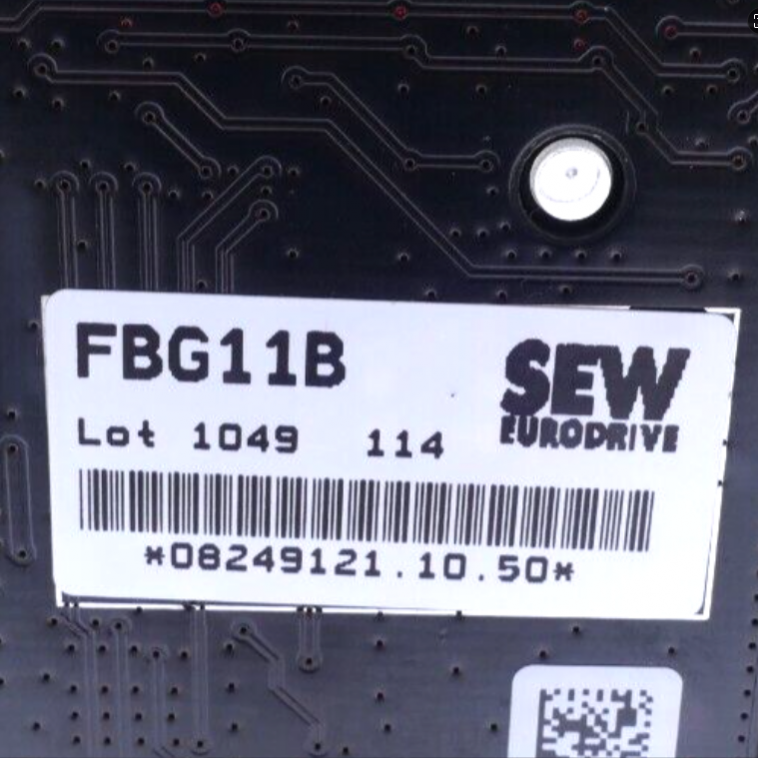 FBG11B
SEW
EURODRIVE
Lot 1049 114
*08249121.10.50*